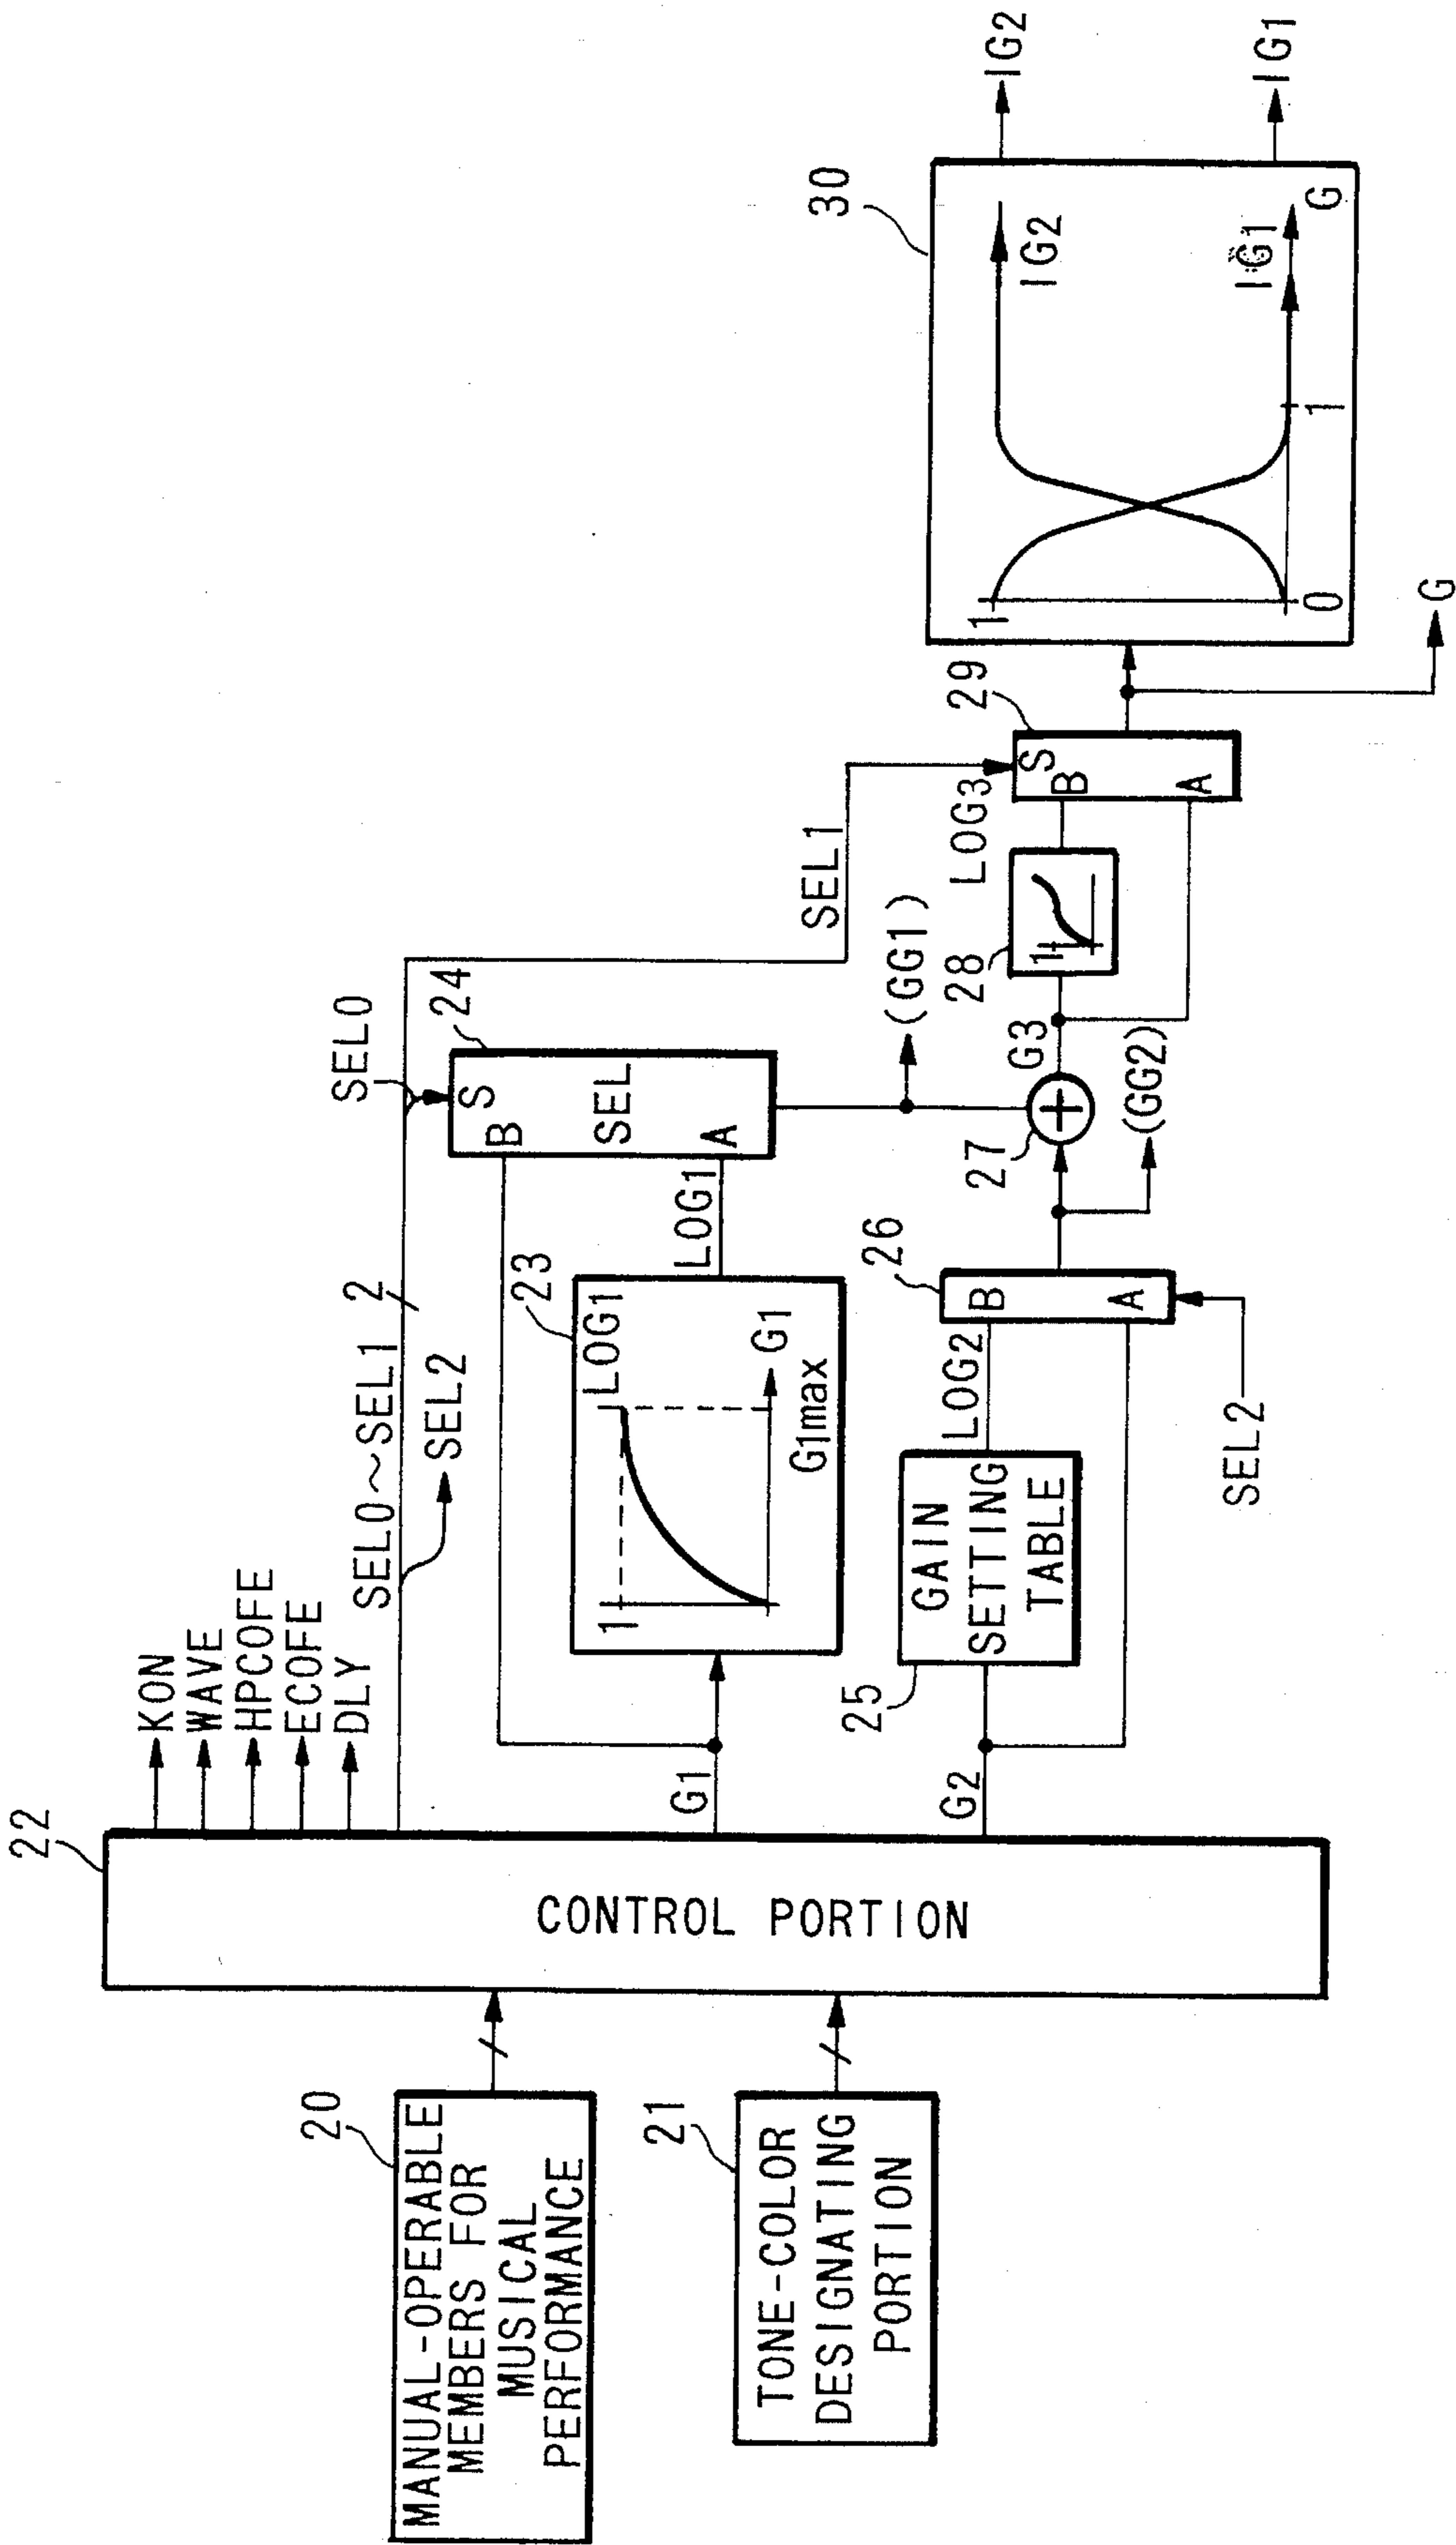 20
MANUAL-OPERABLE
MEMBERS FOR
MUSICAL
PERFORMANCE
21
TONE-COLOR
DESIGNATING
PORTION
22
CONTROL PORTION
KON
WAVE
HPCOFE
ECOFE
DLY
SEL0~SEL1
2
SEL2
G1
G2
23
LOG1
1
G1
G1max
LOG1
25
GAIN
SETTING
TABLE
LOG2
SEL0
24
S
B
SEL
A
26
B
A
SEL2
27
+
(GG1)
(GG2)
G3
28
1
LOG3
SEL1
29
S
B
A
G
30
1
0
1
IG2
IG1
G
IG2
IG1